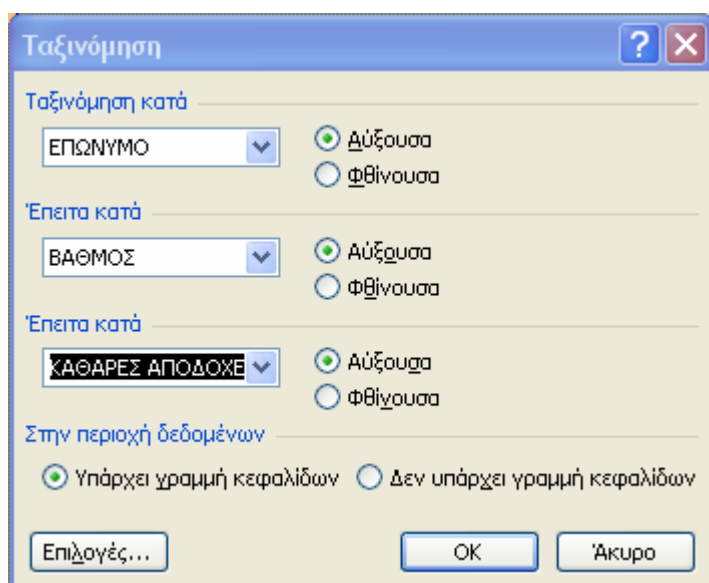 Ταξινόμηση
Ταξινόμηση κατά
ΕΠΩΝΥΜΟ
Αύξουσα
Φθίνουσα
Έπειτα κατά
ΒΑΘΜΟΣ
Αύξουσα
Φθίνουσα
Έπειτα κατά
ΚΑΘΑΡΕΣ ΑΠΟΔΟΧΕ
Αύξουσα
Φθίνουσα
Στην περιοχή δεδομένων
Υπάρχει γραμμή κεφαλίδων Δεν υπάρχει γραμμή κεφαλίδων
Επιλογές... OK Άκυρο